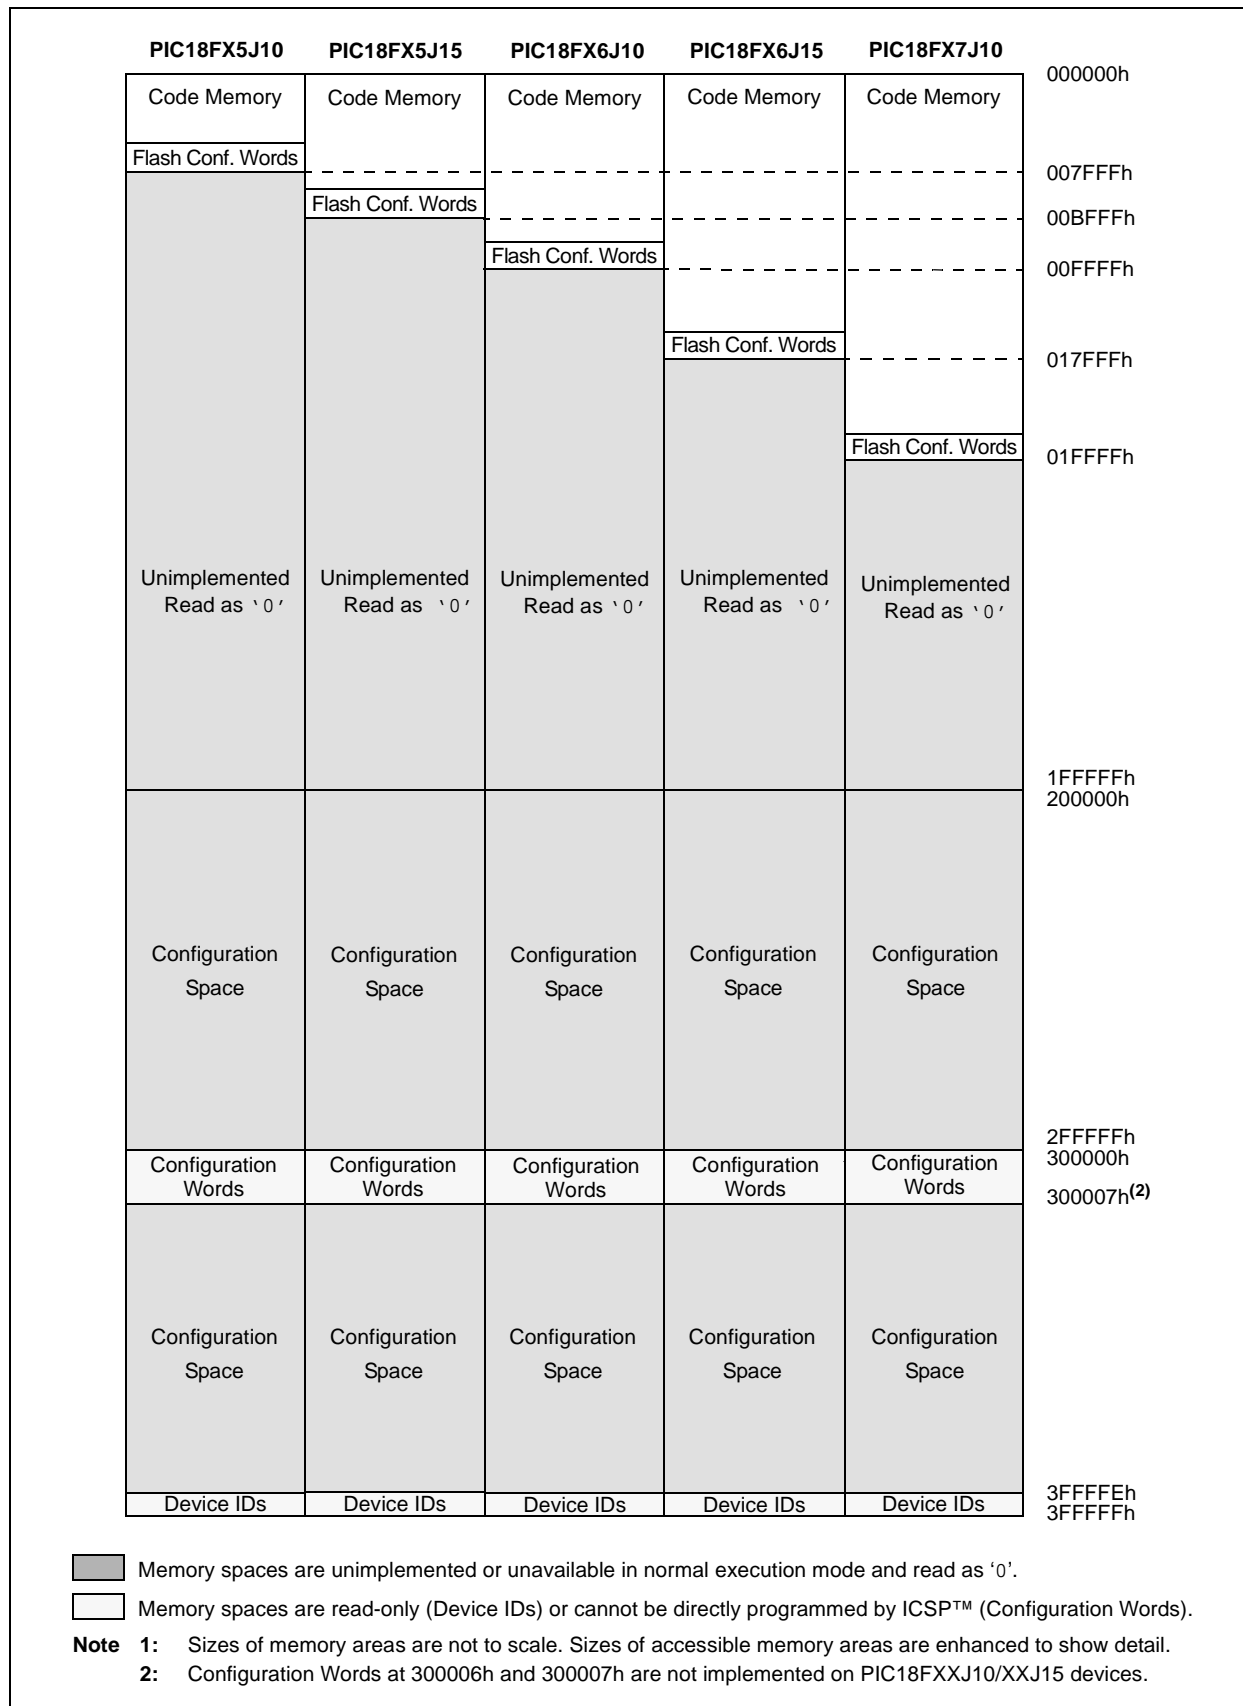 PIC18FX5J10 PIC18FX5J15 PIC18FX6J10 PIC18FX6J15 PIC18FX7J10
000000h
Code Memory Code Memory Code Memory Code Memory Code Memory
Flash Conf. Words
007FFFh
Flash Conf. Words
00BFFFh
Flash Conf. Words
00FFFFh
Flash Conf. Words
017FFFh
Flash Conf. Words
01FFFFh
Unimplemented Unimplemented Unimplemented Unimplemented Unimplemented
Read as ‘0’ Read as ‘0’ Read as ‘0’ Read as ‘0’ Read as ‘0’
1FFFFFh
200000h
Configuration Configuration Configuration Configuration Configuration
Space Space Space Space Space
2FFFFFh
300000h
Configuration Configuration Configuration Configuration Configuration
Words Words Words Words Words
300007h(2)
Configuration Configuration Configuration Configuration Configuration
Space Space Space Space Space
3FFFFEh
Device IDs Device IDs Device IDs Device IDs Device IDs
3FFFFFh
Memory spaces are unimplemented or unavailable in normal execution mode and read as ‘0’.
Memory spaces are read-only (Device IDs) or cannot be directly programmed by ICSP™ (Configuration Words).
Note 1: Sizes of memory areas are not to scale. Sizes of accessible memory areas are enhanced to show detail.
2: Configuration Words at 300006h and 300007h are not implemented on PIC18FXXJ10/XXJ15 devices.